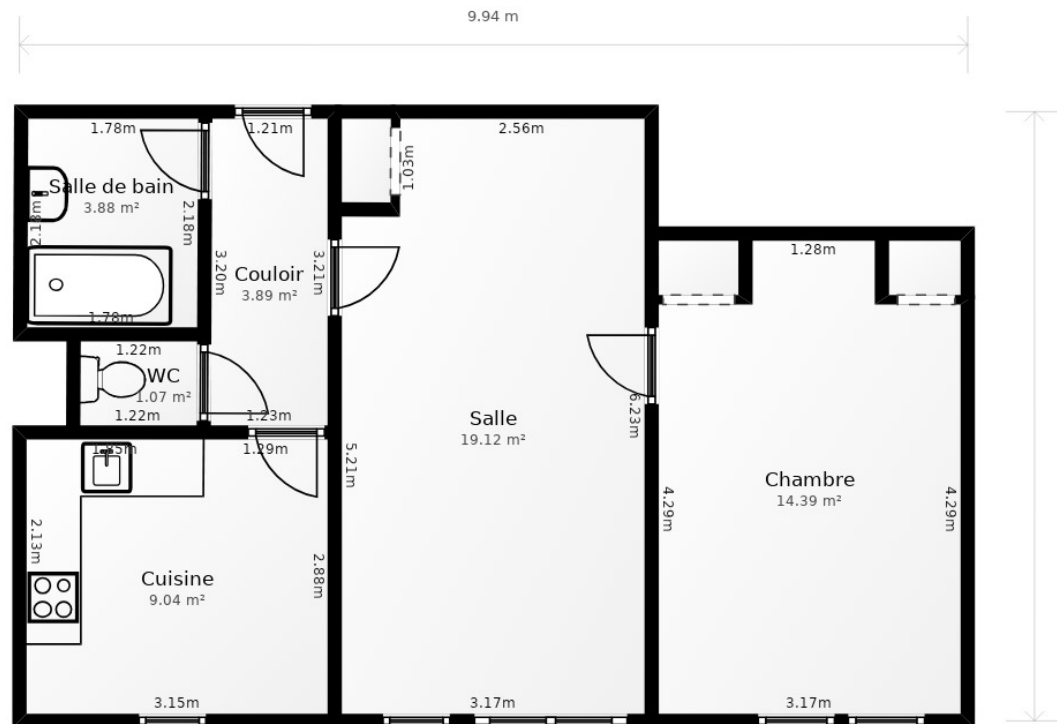 9.94 m
1.78m
1.21m
2.56m
1.03m
Salle de bain
3.88 m²
2.18m
2.18m
1.28m
3.20m
3.21m
Couloir
3.89 m²
1.78m
1.22m
WC
1.07 m²
1.22m
1.23m
6.23m
Salle
19.12 m²
1.85m
1.29m
5.21m
Chambre
14.39 m²
4.29m
4.29m
2.13m
2.88m
Cuisine
9.04 m²
3.15m
3.17m
3.17m